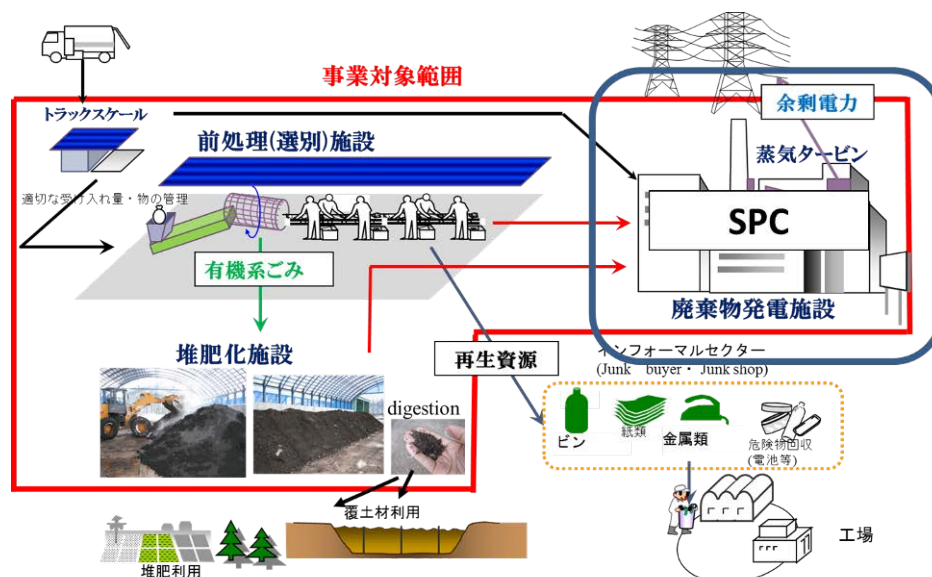 事業対象範囲
余剰電力
トラックスケール
前処理(選別)施設
蒸気タービン
適切な受け入れ量・物の管理
SPC
有機系ごみ
廃棄物発電施設
堆肥化施設
再生資源
インフォーマルセクター
(Junk buyer・Junk shop)
digestion
ビン
紙類
金属類
危険物回収
(電池等)
覆土材利用
工場
堆肥利用